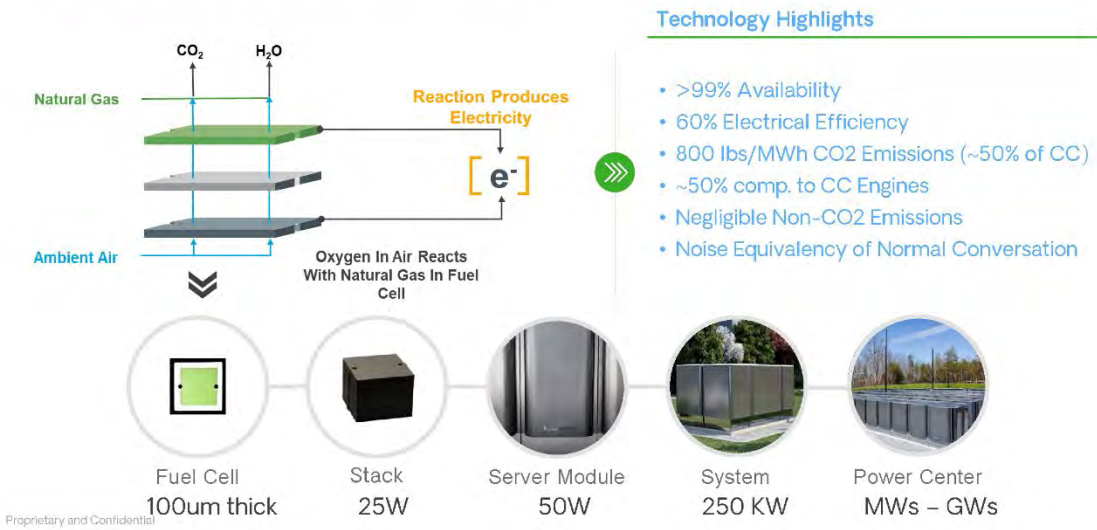 Technology Highlights
CO₂
H₂O
Natural Gas
Reaction Produces
Electricity
[ e⁻ ]
Ambient Air
Oxygen In Air Reacts
With Natural Gas In Fuel
Cell
• >99% Availability
• 60% Electrical Efficiency
• 800 lbs/MWh CO2 Emissions (~50% of CC)
• ~50% comp. to CC Engines
• Negligible Non-CO2 Emissions
• Noise Equivalency of Normal Conversation
Fuel Cell
100um thick
Stack
25W
Server Module
50W
System
250 KW
Power Center
MWs – GWs
Proprietary and Confidential